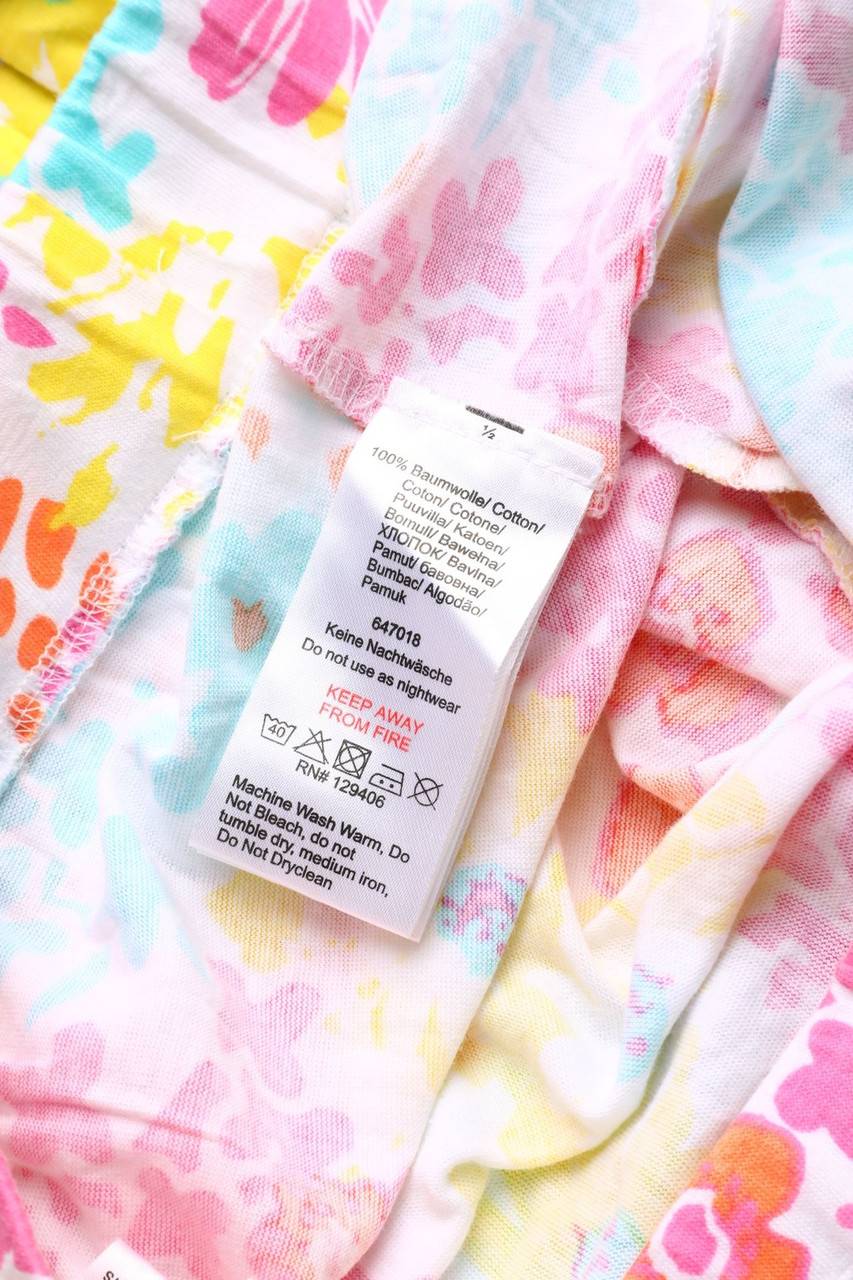 ½
100% Baumwolle/ Cotton/
Coton/ Cotone/
Puuvilla/ Katoen/
Bomull/ Bawełna/
ХЛОПОК/ Bavlna/
Pamut/ бавовна/
Bumbac/ Algodão/
Pamuk
647018
Keine Nachtwäsche
Do not use as nightwear
KEEP AWAY
FROM FIRE
40
RN# 129406
Machine Wash Warm, Do
Not Bleach, do not
tumble dry, medium iron,
Do Not Dryclean